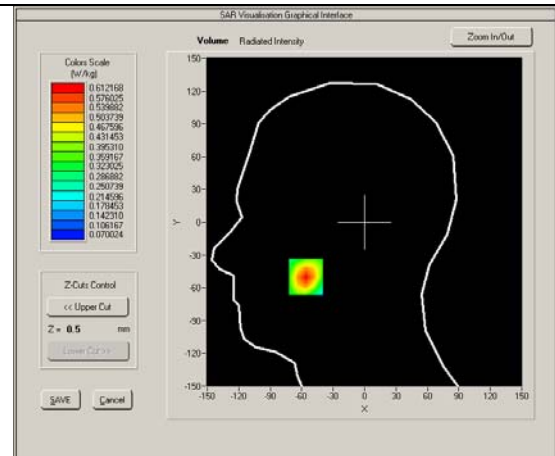 SAR Visualisation Graphical Interface
Volume Radiated Intensity
Zoom In/Out
Colors Scale
(W/kg)
0.612168
0.576025
0.539882
0.503739
0.467596
0.431453
0.395310
0.359167
0.323025
0.286882
0.250739
0.214596
0.178453
0.142310
0.106167
0.070024
Z-Cuts Control
<< Upper Cut
Z = 0.5 mm
Lower Cut >>
SAVE Cancel
150
120
90
60
30
0
-30
-60
-90
-120
-150
Y
-150 -120 -90 -60 -30 0 30 60 90 120 150
X